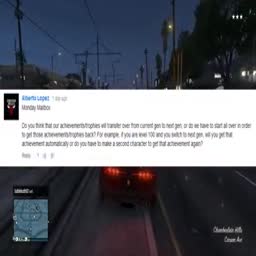 Alberto Lopez 1 day ago
Monday Mailbox
Do you think that our achievements/trophies will transfer over from current gen to next gen, or do we have to start all over in order
to get those achievements/trophies back? For example, if you are level 100 and you switch to next gen, will you get that
achievement automatically or do you have to make a second character to get that achievement again?
Reply
Chamberlain Hills
Carson Ave